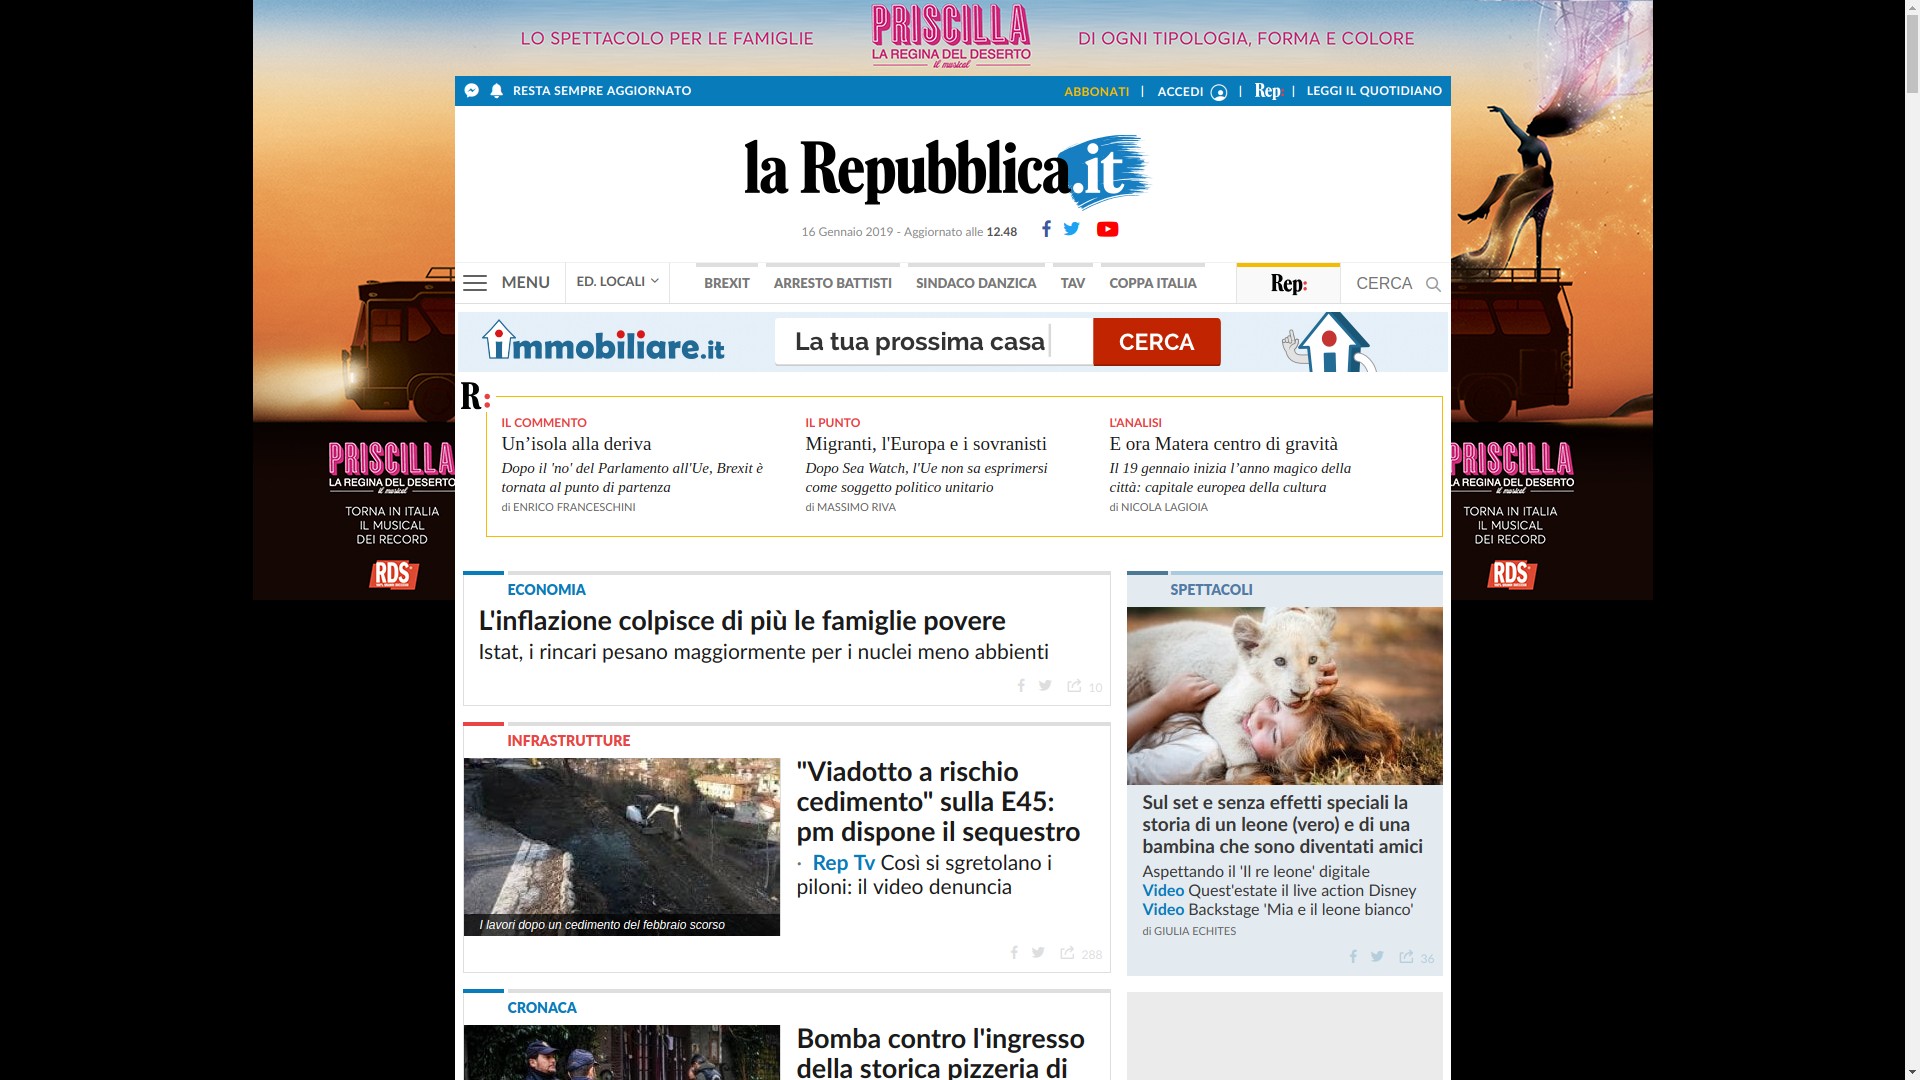 LO SPETTACOLO PER LE FAMIGLIE
PRISCILLA
LA REGINA DEL DESERTO
il musical
DI OGNI TIPOLOGIA, FORMA E COLORE
RESTA SEMPRE AGGIORNATO
ABBONATI | ACCEDI | Rep: | LEGGI IL QUOTIDIANO
la Repubblica.it
16 Gennaio 2019 - Aggiornato alle 12.48
MENU
ED. LOCALI
BREXIT
ARRESTO BATTISTI
SINDACO DANZICA
TAV
COPPA ITALIA
Rep:
CERCA
immobiliare.it
La tua prossima casa
CERCA
R:
IL COMMENTO
Un’isola alla deriva
Dopo il 'no' del Parlamento all'Ue, Brexit è
tornata al punto di partenza
di ENRICO FRANCESCHINI
IL PUNTO
Migranti, l'Europa e i sovranisti
Dopo Sea Watch, l'Ue non sa esprimersi
come soggetto politico unitario
di MASSIMO RIVA
L'ANALISI
E ora Matera centro di gravità
Il 19 gennaio inizia l’anno magico della
città: capitale europea della cultura
di NICOLA LAGIOIA
PRISCILLA
LA REGINA DEL DESERTO
il musical
TORNA IN ITALIA
IL MUSICAL
DEI RECORD
RDS
PRISCILLA
LA REGINA DEL DESERTO
il musical
TORNA IN ITALIA
IL MUSICAL
DEI RECORD
RDS
ECONOMIA
L'inflazione colpisce di più le famiglie povere
Istat, i rincari pesano maggiormente per i nuclei meno abbienti
10
INFRASTRUTTURE
I lavori dopo un cedimento del febbraio scorso
"Viadotto a rischio
cedimento" sulla E45:
pm dispone il sequestro
· Rep Tv Così si sgretolano i
piloni: il video denuncia
288
CRONACA
Bomba contro l'ingresso
della storica pizzeria di
SPETTACOLI
Sul set e senza effetti speciali la
storia di un leone (vero) e di una
bambina che sono diventati amici
Aspettando il 'Il re leone' digitale
Video Quest'estate il live action Disney
Video Backstage 'Mia e il leone bianco'
di GIULIA ECHITES
36